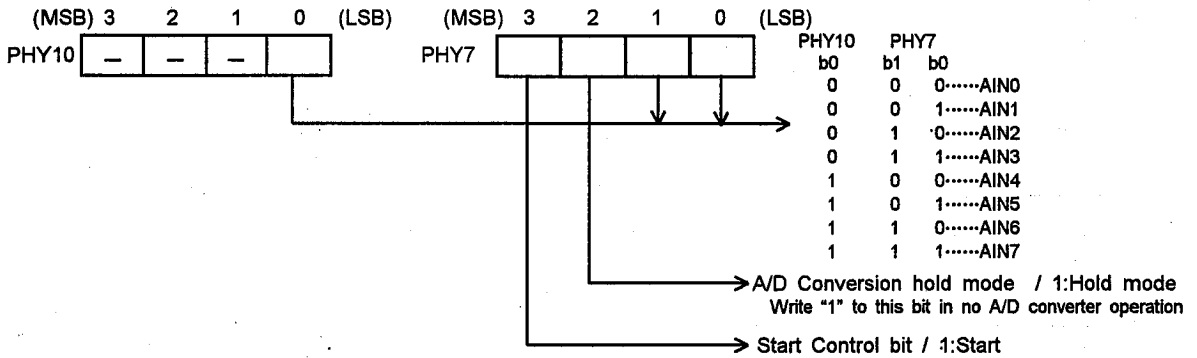 (MSB) 3 2 1 0 (LSB) (MSB) 3 2 1 0 (LSB)
PHY10 – – – PHY7
PHY10 PHY7
b0 b1 b0
0 0 0······AIN0
0 0 1······AIN1
0 1 0······AIN2
0 1 1······AIN3
1 0 0······AIN4
1 0 1······AIN5
1 1 0······AIN6
1 1 1······AIN7
A/D Conversion hold mode / 1:Hold mode
Write "1" to this bit in no A/D converter operation
Start Control bit / 1:Start